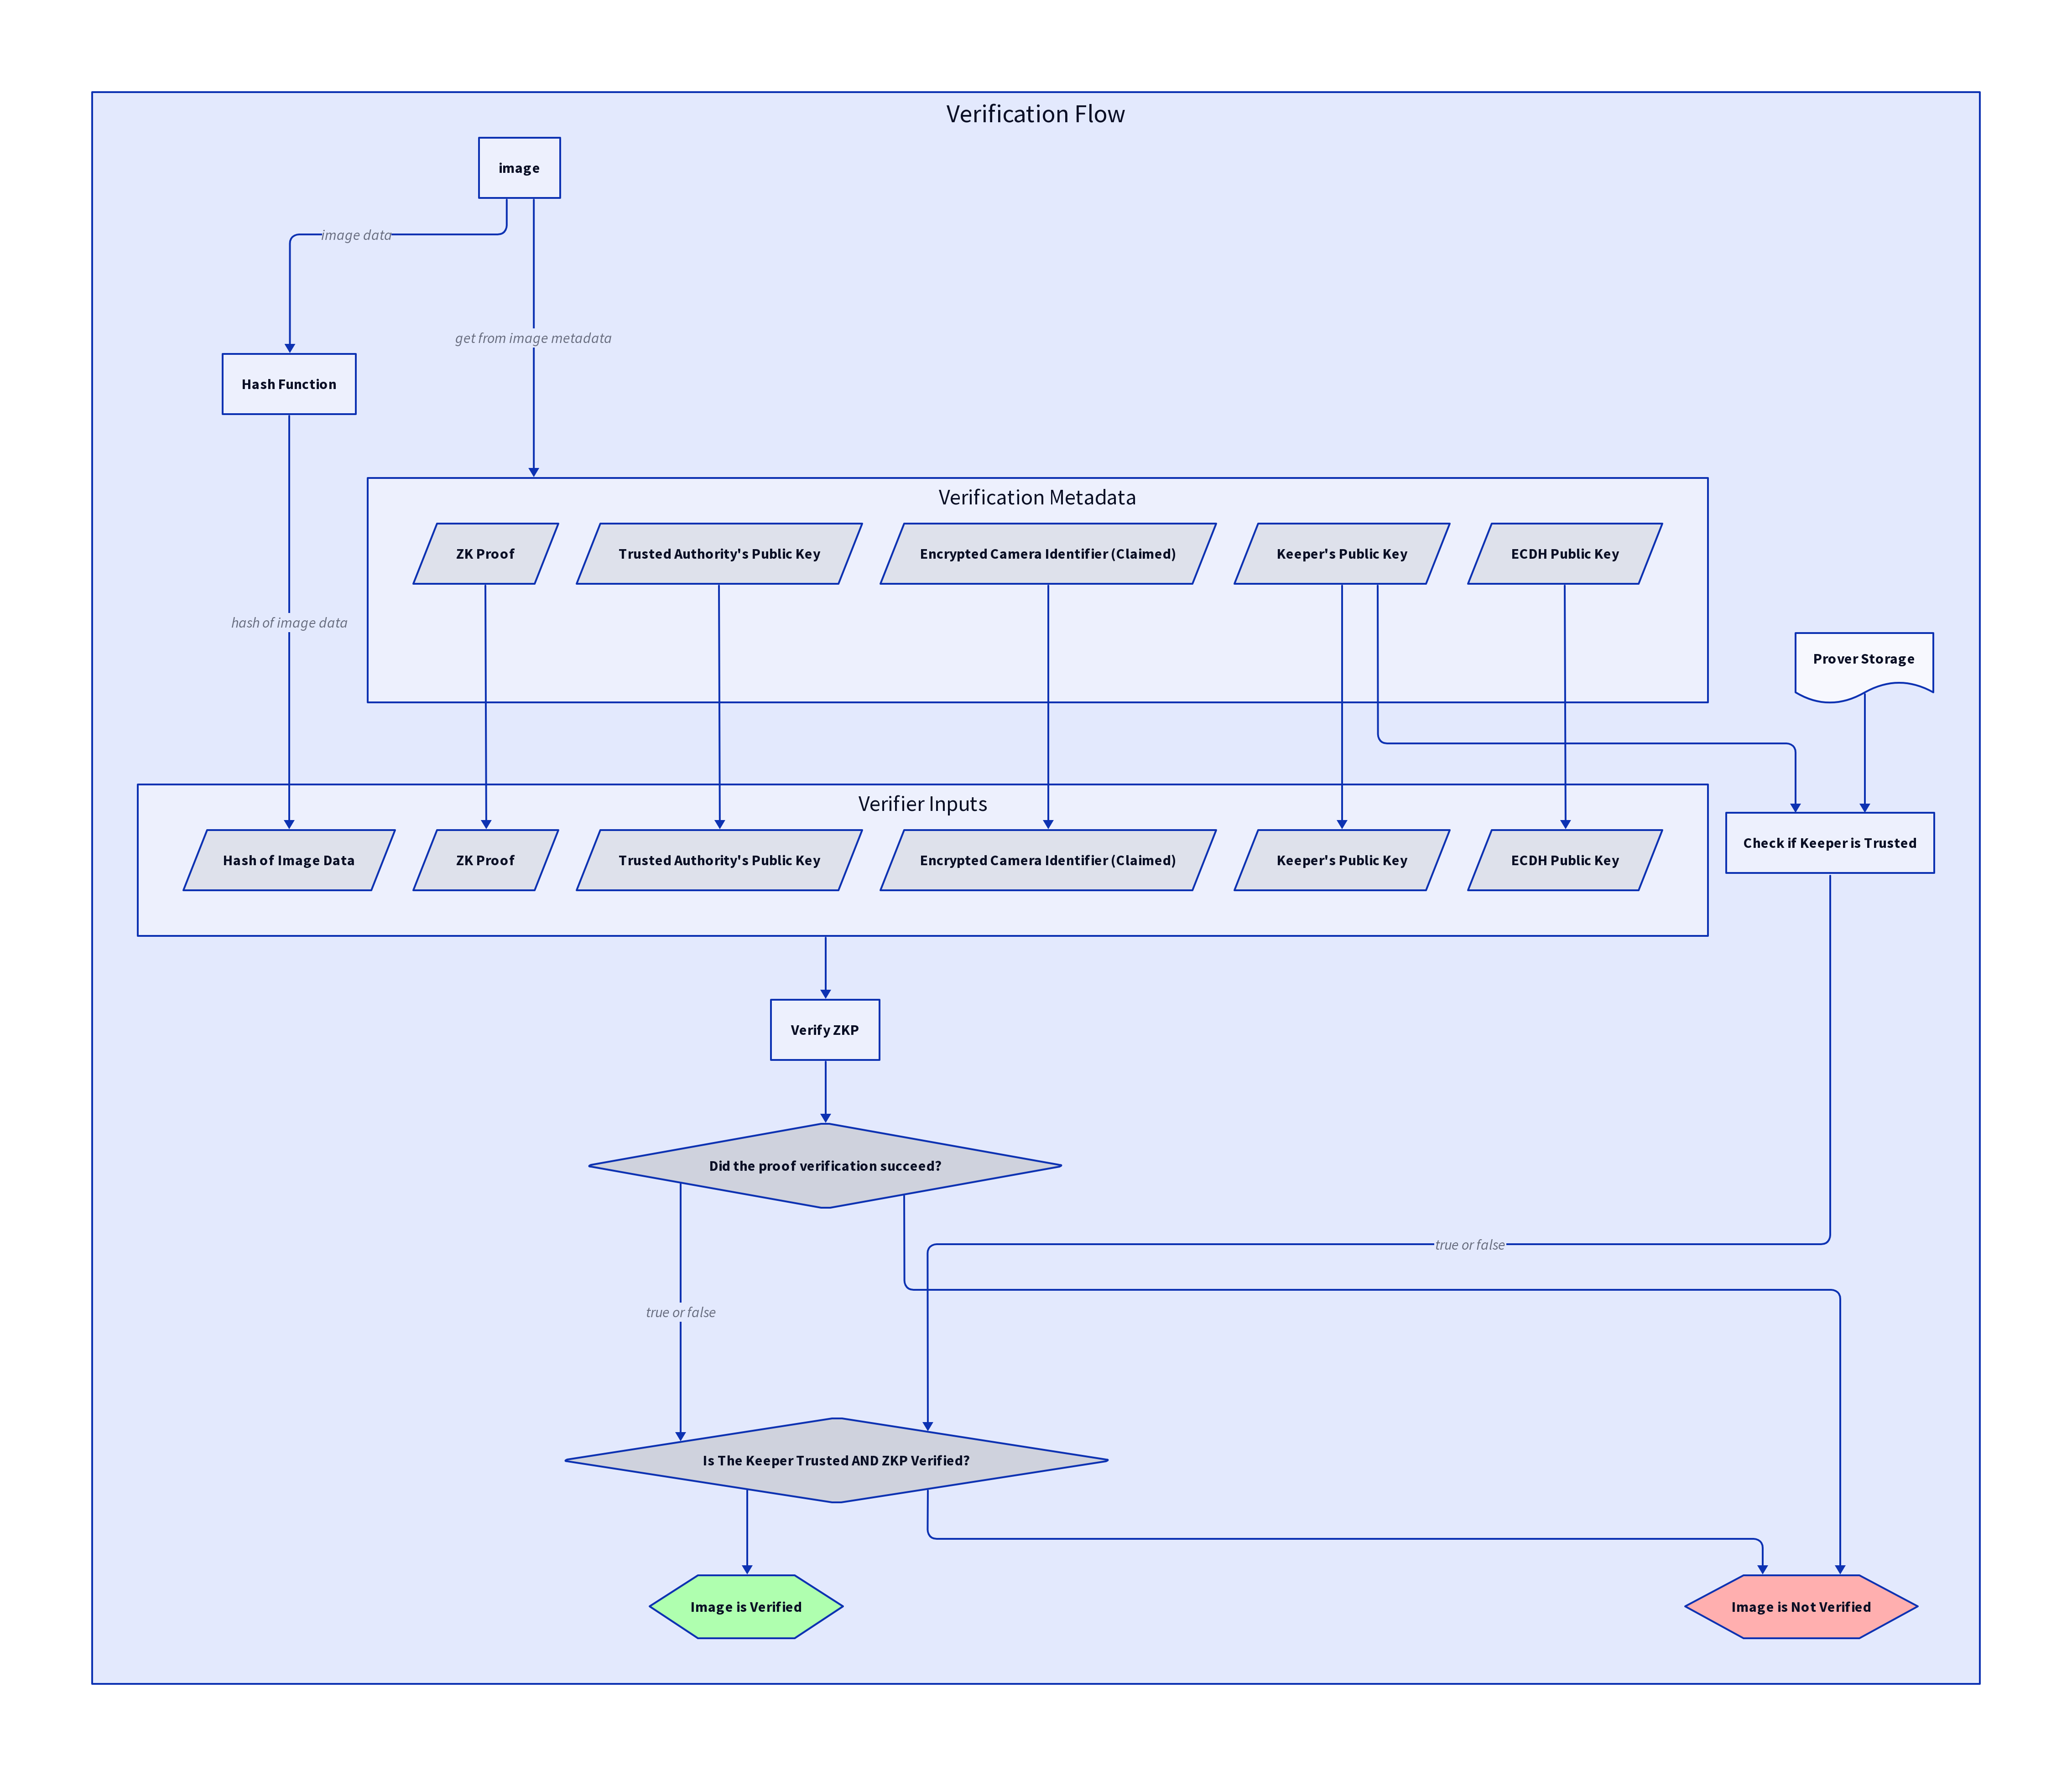 Verification Flow
image
image data
get from image metadata
Hash Function
Verification Metadata
ZK Proof
Trusted Authority's Public Key
Encrypted Camera Identifier (Claimed)
Keeper's Public Key
ECDH Public Key
hash of image data
Prover Storage
Verifier Inputs
Hash of Image Data
ZK Proof
Trusted Authority's Public Key
Encrypted Camera Identifier (Claimed)
Keeper's Public Key
ECDH Public Key
Check if Keeper is Trusted
Verify ZKP
Did the proof verification succeed?
true or false
true or false
Is The Keeper Trusted AND ZKP Verified?
Image is Verified
Image is Not Verified